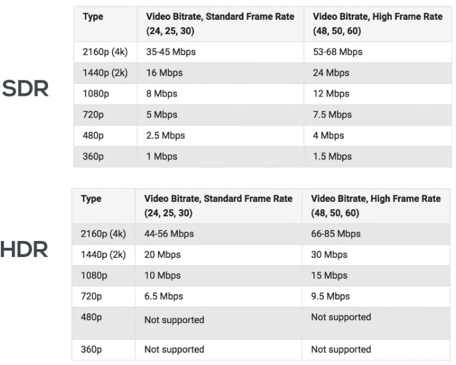 SDR
Type Video Bitrate, Standard Frame Rate (24, 25, 30) Video Bitrate, High Frame Rate (48, 50, 60)
2160p (4k) 35-45 Mbps 53-68 Mbps
1440p (2k) 16 Mbps 24 Mbps
1080p 8 Mbps 12 Mbps
720p 5 Mbps 7.5 Mbps
480p 2.5 Mbps 4 Mbps
360p 1 Mbps 1.5 Mbps
HDR
Type Video Bitrate, Standard Frame Rate (24, 25, 30) Video Bitrate, High Frame Rate (48, 50, 60)
2160p (4k) 44-56 Mbps 66-85 Mbps
1440p (2k) 20 Mbps 30 Mbps
1080p 10 Mbps 15 Mbps
720p 6.5 Mbps 9.5 Mbps
480p Not supported Not supported
360p Not supported Not supported